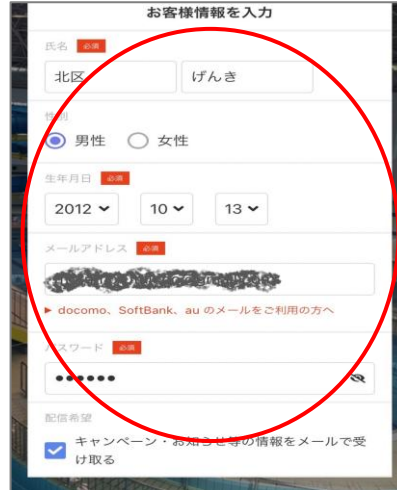 お客様情報を入力
氏名 必須
北区 げんき
性別
男性 女性
生年月日 必須
2012 10 13
メールアドレス 必須
▶ docomo、SoftBank、au のメールをご利用の方へ
パスワード 必須
••••••
配信希望
キャンペーン・お知らせ等の情報をメールで受
け取る